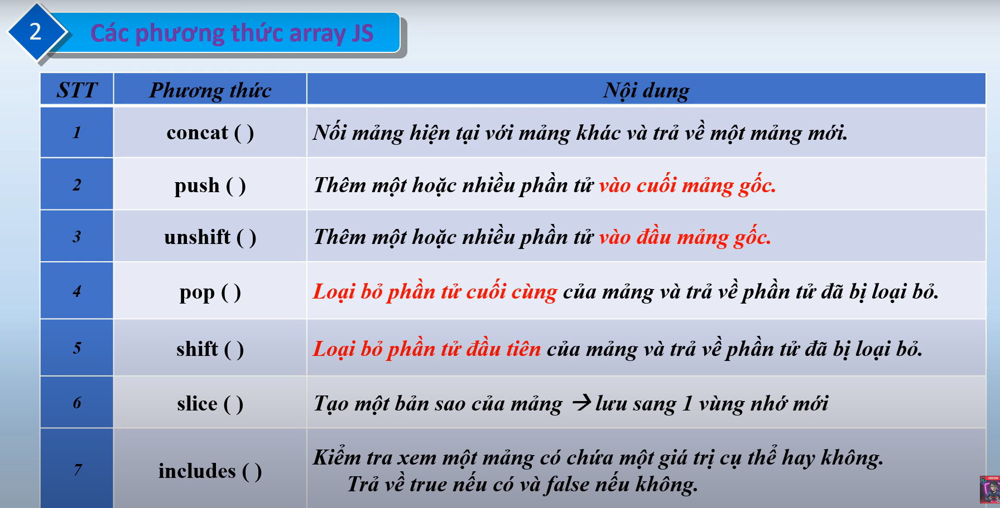 2
Các phương thức array JS
STT Phương thức Nội dung
1 concat ( ) Nối mảng hiện tại với mảng khác và trả về một mảng mới.
2 push ( ) Thêm một hoặc nhiều phần tử vào cuối mảng gốc.
3 unshift ( ) Thêm một hoặc nhiều phần tử vào đầu mảng gốc.
4 pop ( ) Loại bỏ phần tử cuối cùng của mảng và trả về phần tử đã bị loại bỏ.
5 shift ( ) Loại bỏ phần tử đầu tiên của mảng và trả về phần tử đã bị loại bỏ.
6 slice ( ) Tạo một bản sao của mảng → lưu sang 1 vùng nhớ mới
7 includes ( ) Kiểm tra xem một mảng có chứa một giá trị cụ thể hay không.
Trả về true nếu có và false nếu không.